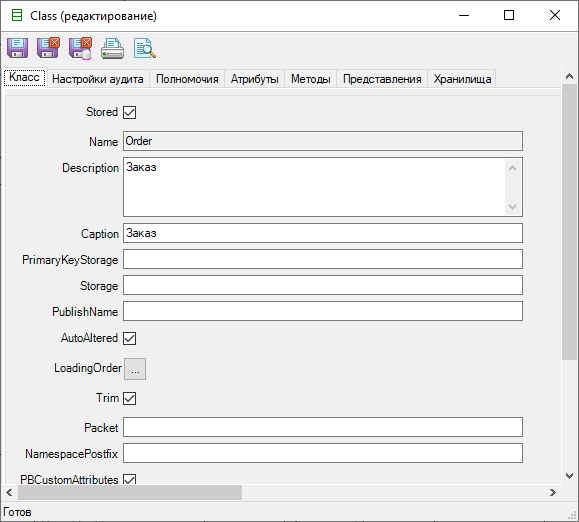 Class (редактирование)
Класс Настройки аудита Полномочия Атрибуты Методы Представления Хранилища
Stored
Name Order
Description Заказ
Caption Заказ
PrimaryKeyStorage
Storage
PublishName
AutoAltered
LoadingOrder ...
Trim
Packet
NamespacePostfix
PBCustomAttributes
Готов